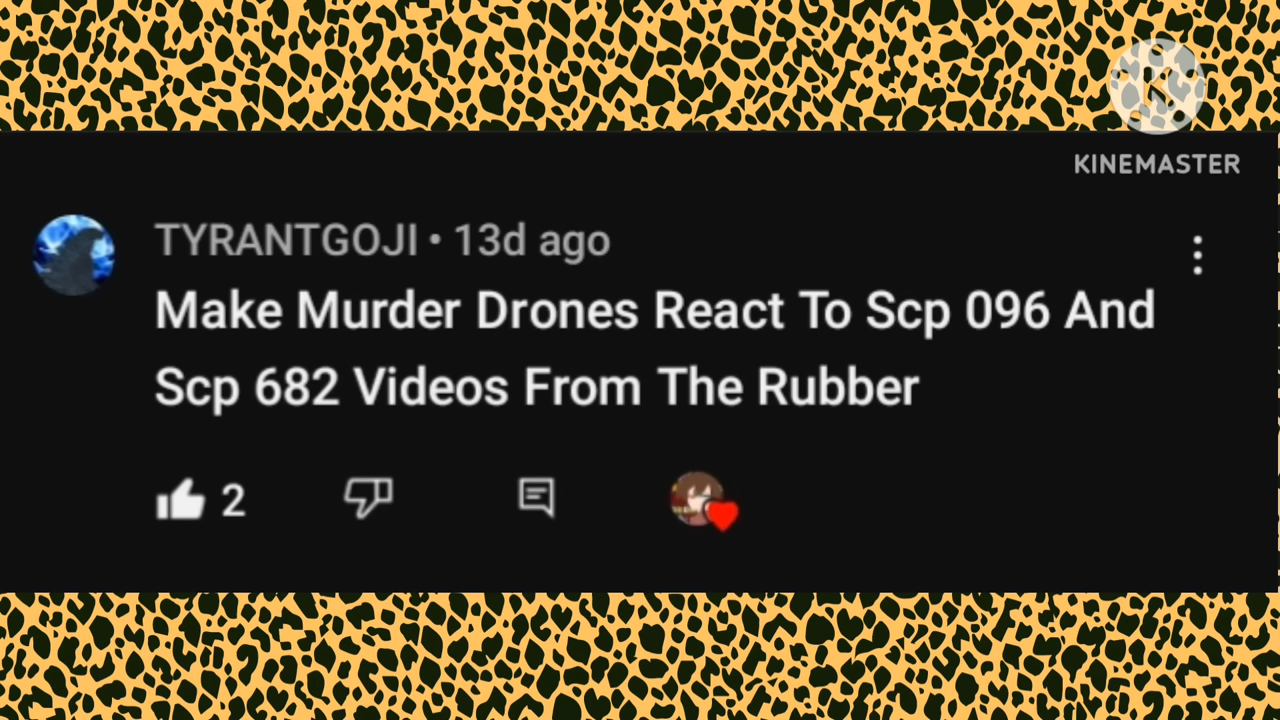 K
KINEMASTER
TYRANTGOJI • 13d ago
Make Murder Drones React To Scp 096 And
Scp 682 Videos From The Rubber
2